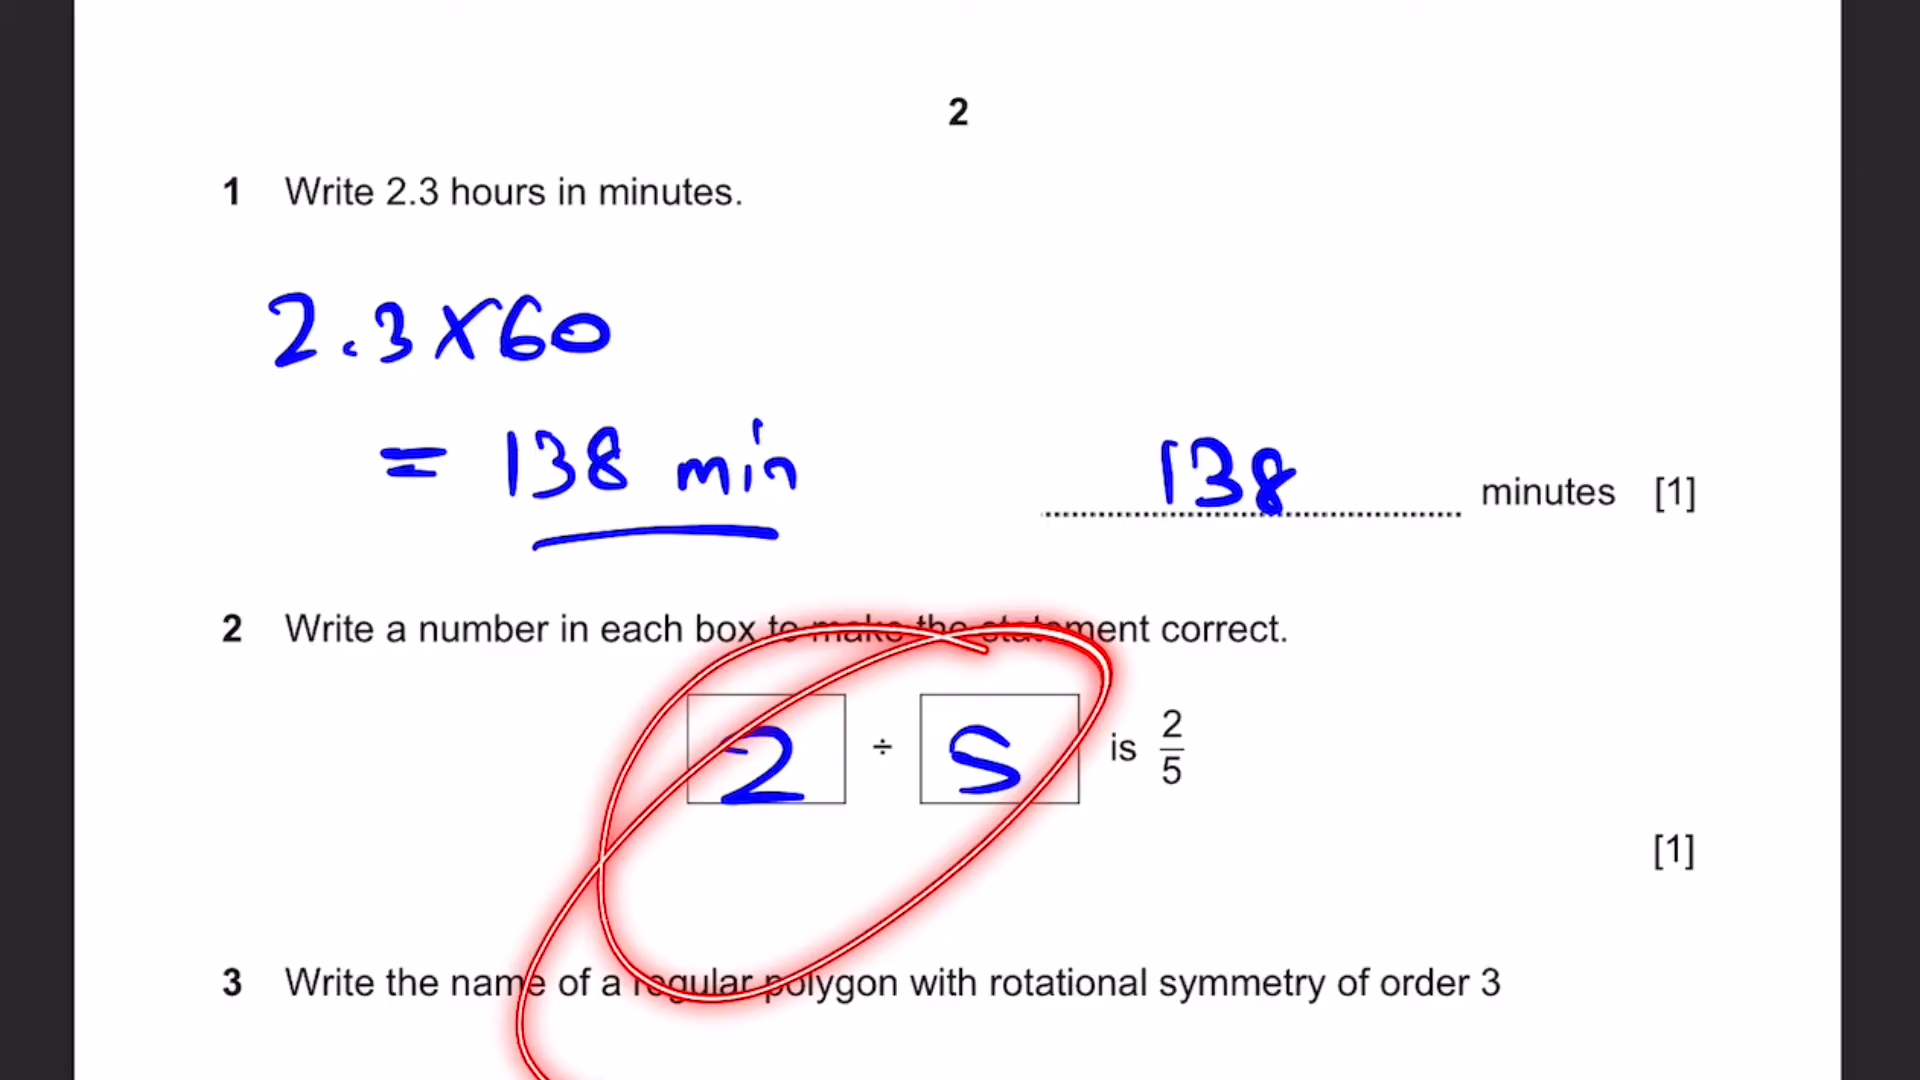 2
1 Write 2.3 hours in minutes.
2.3 × 60
= 138 min
138 minutes [1]
2 Write a number in each box to make the statement correct.
2 ÷ 5 is 2/5
[1]
3 Write the name of a regular polygon with rotational symmetry of order 3